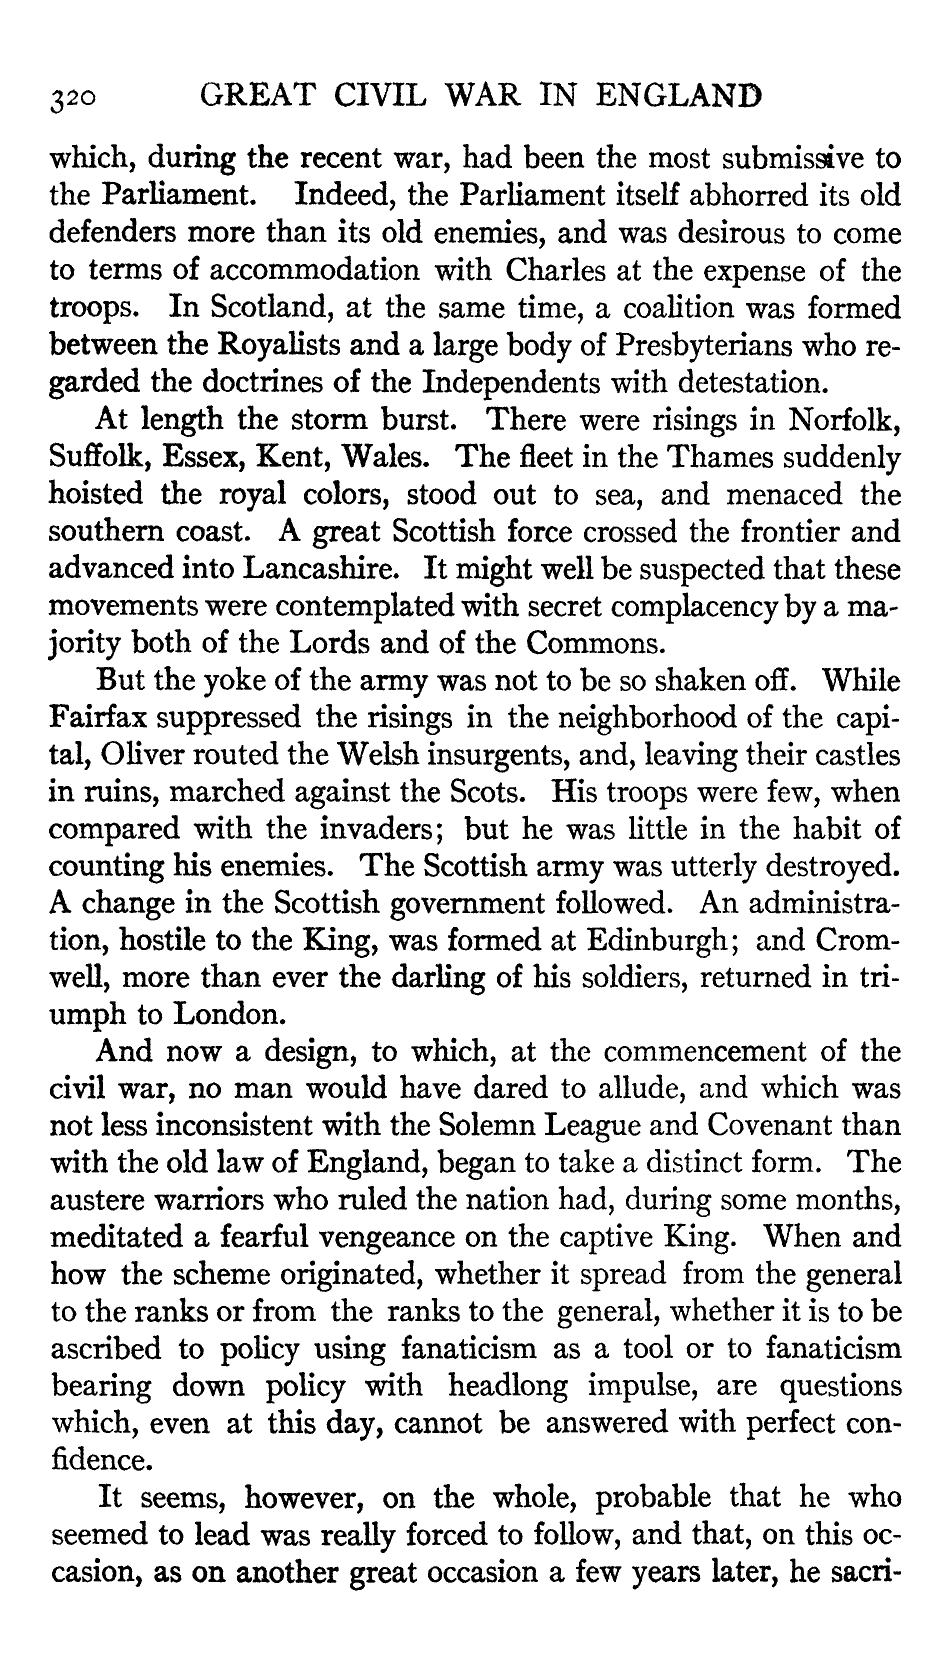 320 GREAT CIVIL WAR IN ENGLAND
which, during the recent war, had been the most submissive to
the Parliament. Indeed, the Parliament itself abhorred its old
defenders more than its old enemies, and was desirous to come
to terms of accommodation with Charles at the expense of the
troops. In Scotland, at the same time, a coalition was formed
between the Royalists and a large body of Presbyterians who re-
garded the doctrines of the Independents with detestation.
At length the storm burst. There were risings in Norfolk,
Suffolk, Essex, Kent, Wales. The fleet in the Thames suddenly
hoisted the royal colors, stood out to sea, and menaced the
southern coast. A great Scottish force crossed the frontier and
advanced into Lancashire. It might well be suspected that these
movements were contemplated with secret complacency by a ma-
jority both of the Lords and of the Commons.
But the yoke of the army was not to be so shaken off. While
Fairfax suppressed the risings in the neighborhood of the capi-
tal, Oliver routed the Welsh insurgents, and, leaving their castles
in ruins, marched against the Scots. His troops were few, when
compared with the invaders; but he was little in the habit of
counting his enemies. The Scottish army was utterly destroyed.
A change in the Scottish government followed. An administra-
tion, hostile to the King, was formed at Edinburgh; and Crom-
well, more than ever the darling of his soldiers, returned in tri-
umph to London.
And now a design, to which, at the commencement of the
civil war, no man would have dared to allude, and which was
not less inconsistent with the Solemn League and Covenant than
with the old law of England, began to take a distinct form. The
austere warriors who ruled the nation had, during some months,
meditated a fearful vengeance on the captive King. When and
how the scheme originated, whether it spread from the general
to the ranks or from the ranks to the general, whether it is to be
ascribed to policy using fanaticism as a tool or to fanaticism
bearing down policy with headlong impulse, are questions
which, even at this day, cannot be answered with perfect con-
fidence.
It seems, however, on the whole, probable that he who
seemed to lead was really forced to follow, and that, on this oc-
casion, as on another great occasion a few years later, he sacri-